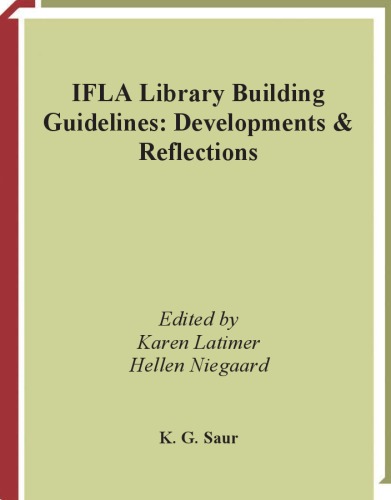 IFLA Library Building
Guidelines: Developments &
Reflections
Edited by
Karen Latimer
Hellen Niegaard
K. G. Saur